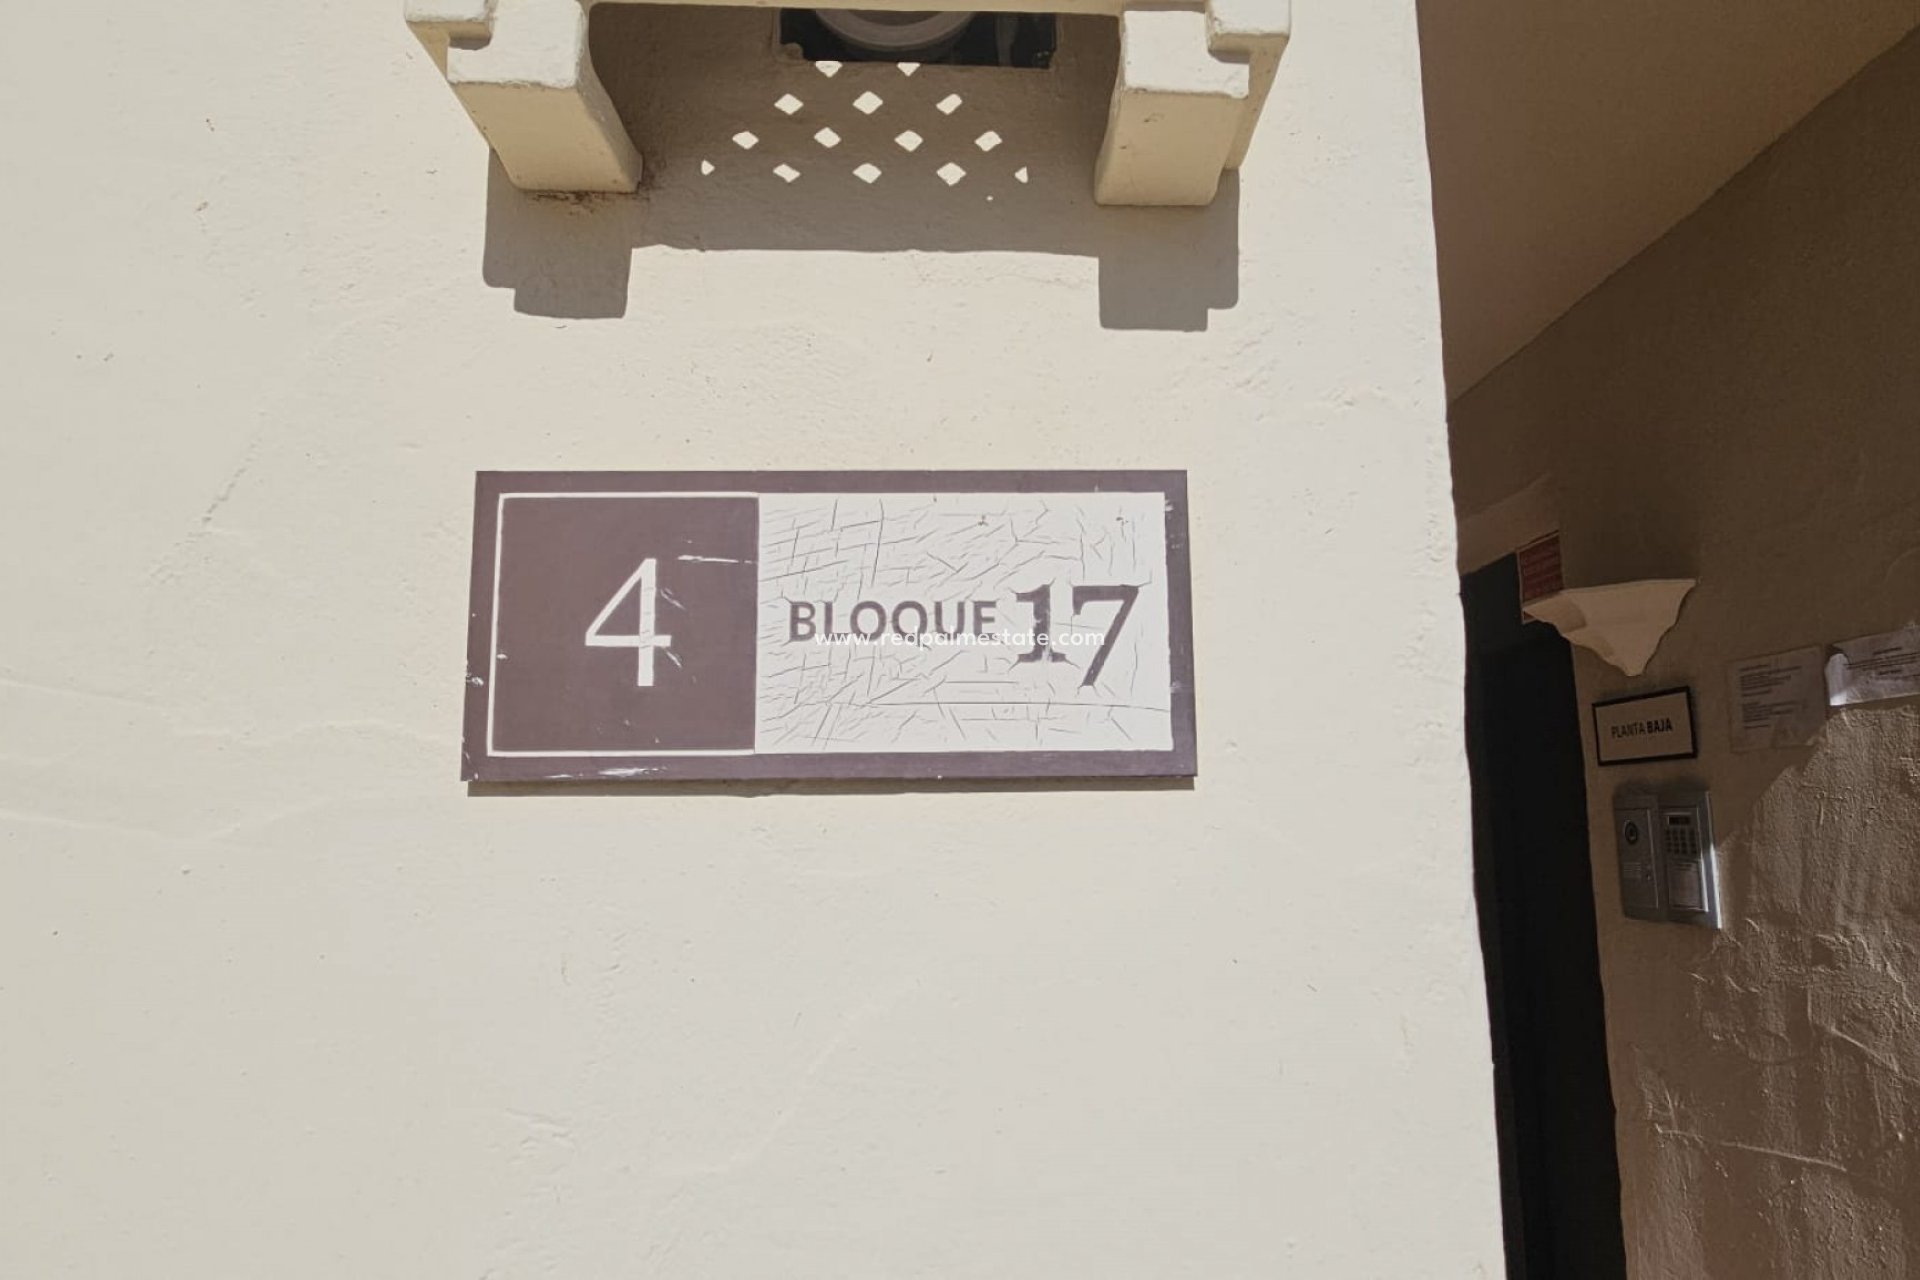 4 BLOQUE 17
www.redpalmestate.com
PLANTA BAJA